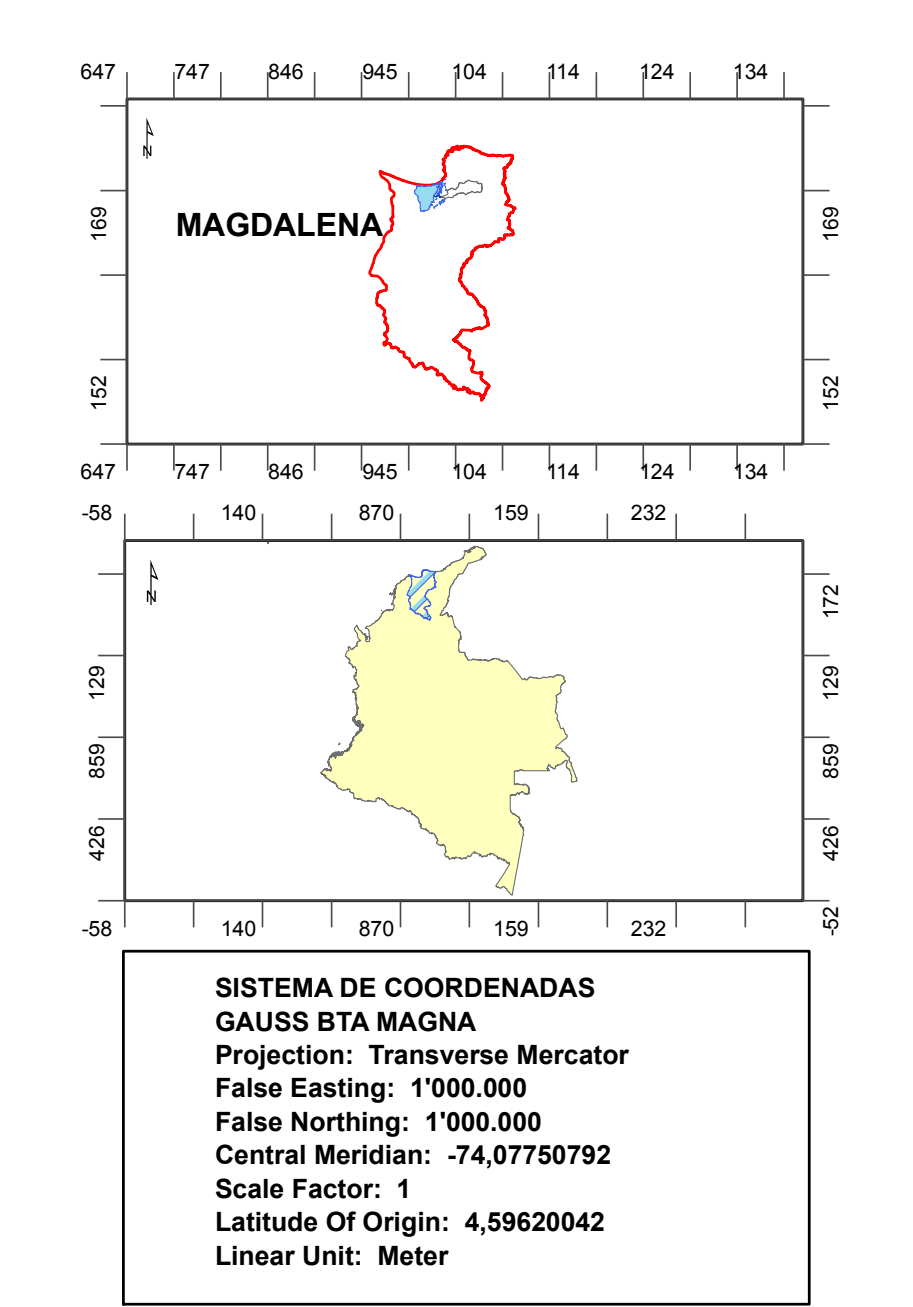 647 747 846 945 104 114 124 134
N
MAGDALENA
169 169
152 152
647 747 846 945 104 114 124 134
-58 140 870 159 232
N
172
129 129
859 859
426 426
-52
-58 140 870 159 232
SISTEMA DE COORDENADAS
GAUSS BTA MAGNA
Projection: Transverse Mercator
False Easting: 1'000.000
False Northing: 1'000.000
Central Meridian: -74,07750792
Scale Factor: 1
Latitude Of Origin: 4,59620042
Linear Unit: Meter